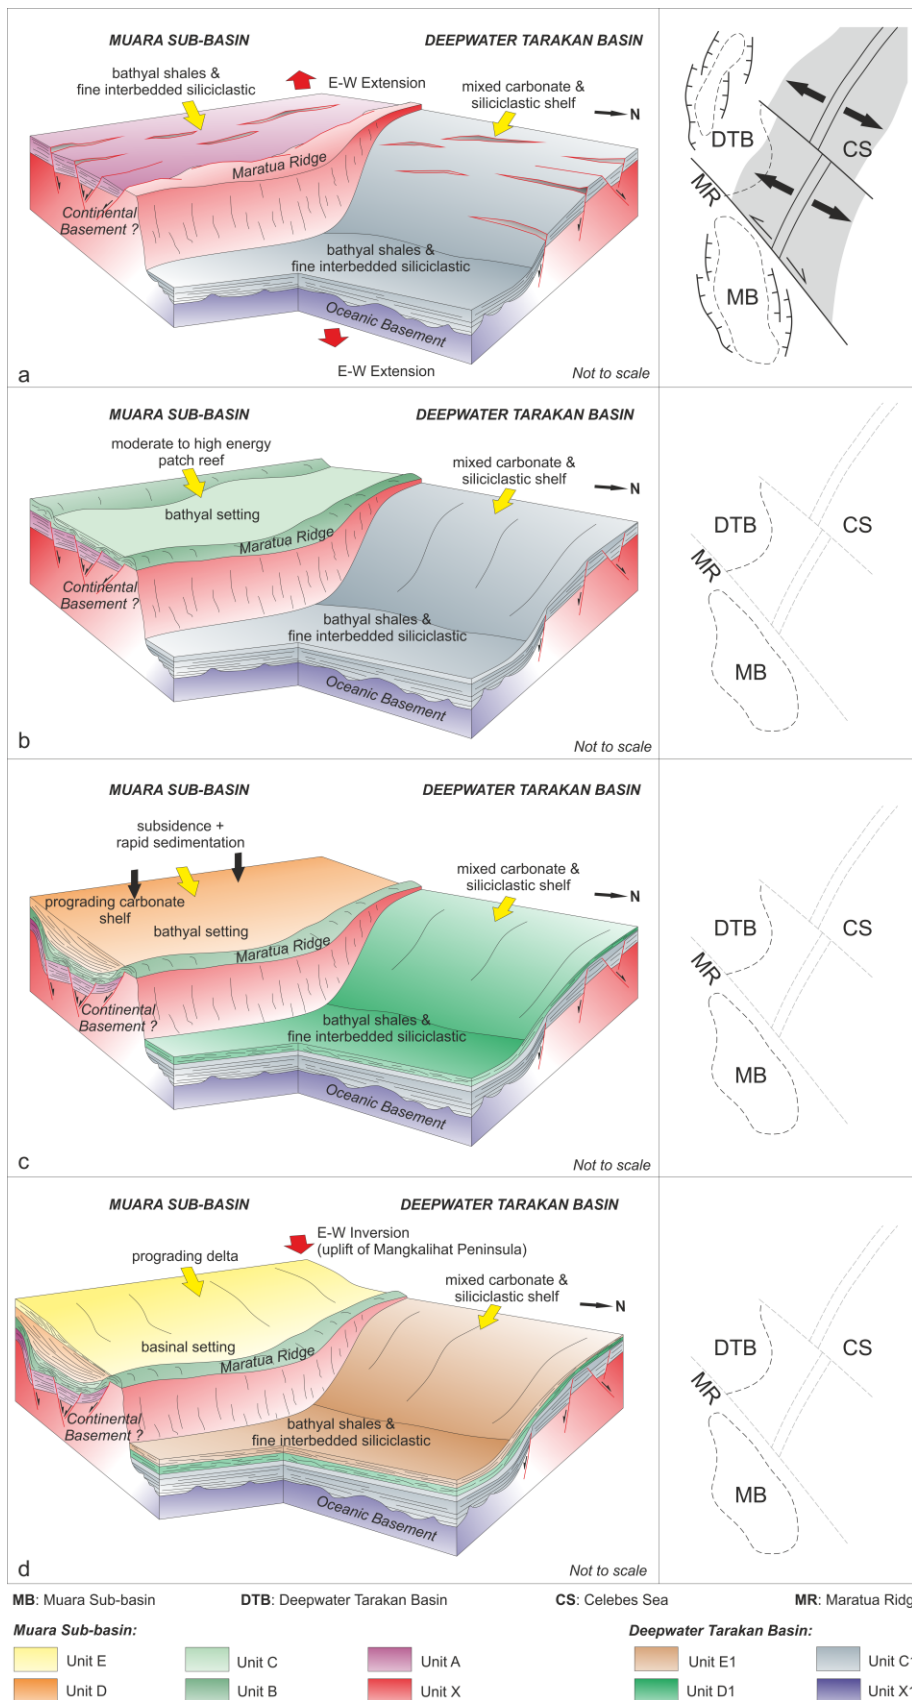 MUARA SUB-BASIN
DEEPWATER TARAKAN BASIN
bathyal shales &
fine interbedded siliciclastic
E-W Extension
mixed carbonate &
siliciclastic shelf
N
Maratua Ridge
Continental
Basement ?
bathyal shales &
fine interbedded siliciclastic
Oceanic Basement
E-W Extension
a
Not to scale
DTB
CS
MR
MB
MUARA SUB-BASIN
DEEPWATER TARAKAN BASIN
moderate to high energy
patch reef
mixed carbonate &
siliciclastic shelf
N
bathyal setting
Maratua Ridge
Continental
Basement ?
bathyal shales &
fine interbedded siliciclastic
Oceanic Basement
b
Not to scale
DTB
CS
MR
MB
MUARA SUB-BASIN
DEEPWATER TARAKAN BASIN
subsidence +
rapid sedimentation
mixed carbonate &
siliciclastic shelf
N
prograding carbonate
shelf
bathyal setting
Maratua Ridge
Continental
Basement ?
bathyal shales &
fine interbedded siliciclastic
Oceanic Basement
c
Not to scale
DTB
CS
MR
MB
MUARA SUB-BASIN
DEEPWATER TARAKAN BASIN
E-W Inversion
(uplift of Mangkalihat Peninsula)
prograding delta
mixed carbonate &
siliciclastic shelf
N
basinal setting
Maratua Ridge
Continental
Basement ?
bathyal shales &
fine interbedded siliciclastic
Oceanic Basement
d
Not to scale
DTB
CS
MR
MB
MB: Muara Sub-basin DTB: Deepwater Tarakan Basin CS: Celebes Sea MR: Maratua Ridg
Muara Sub-basin: Deepwater Tarakan Basin:
Unit E Unit C Unit A Unit E1 Unit C1
Unit D Unit B Unit X Unit D1 Unit X1